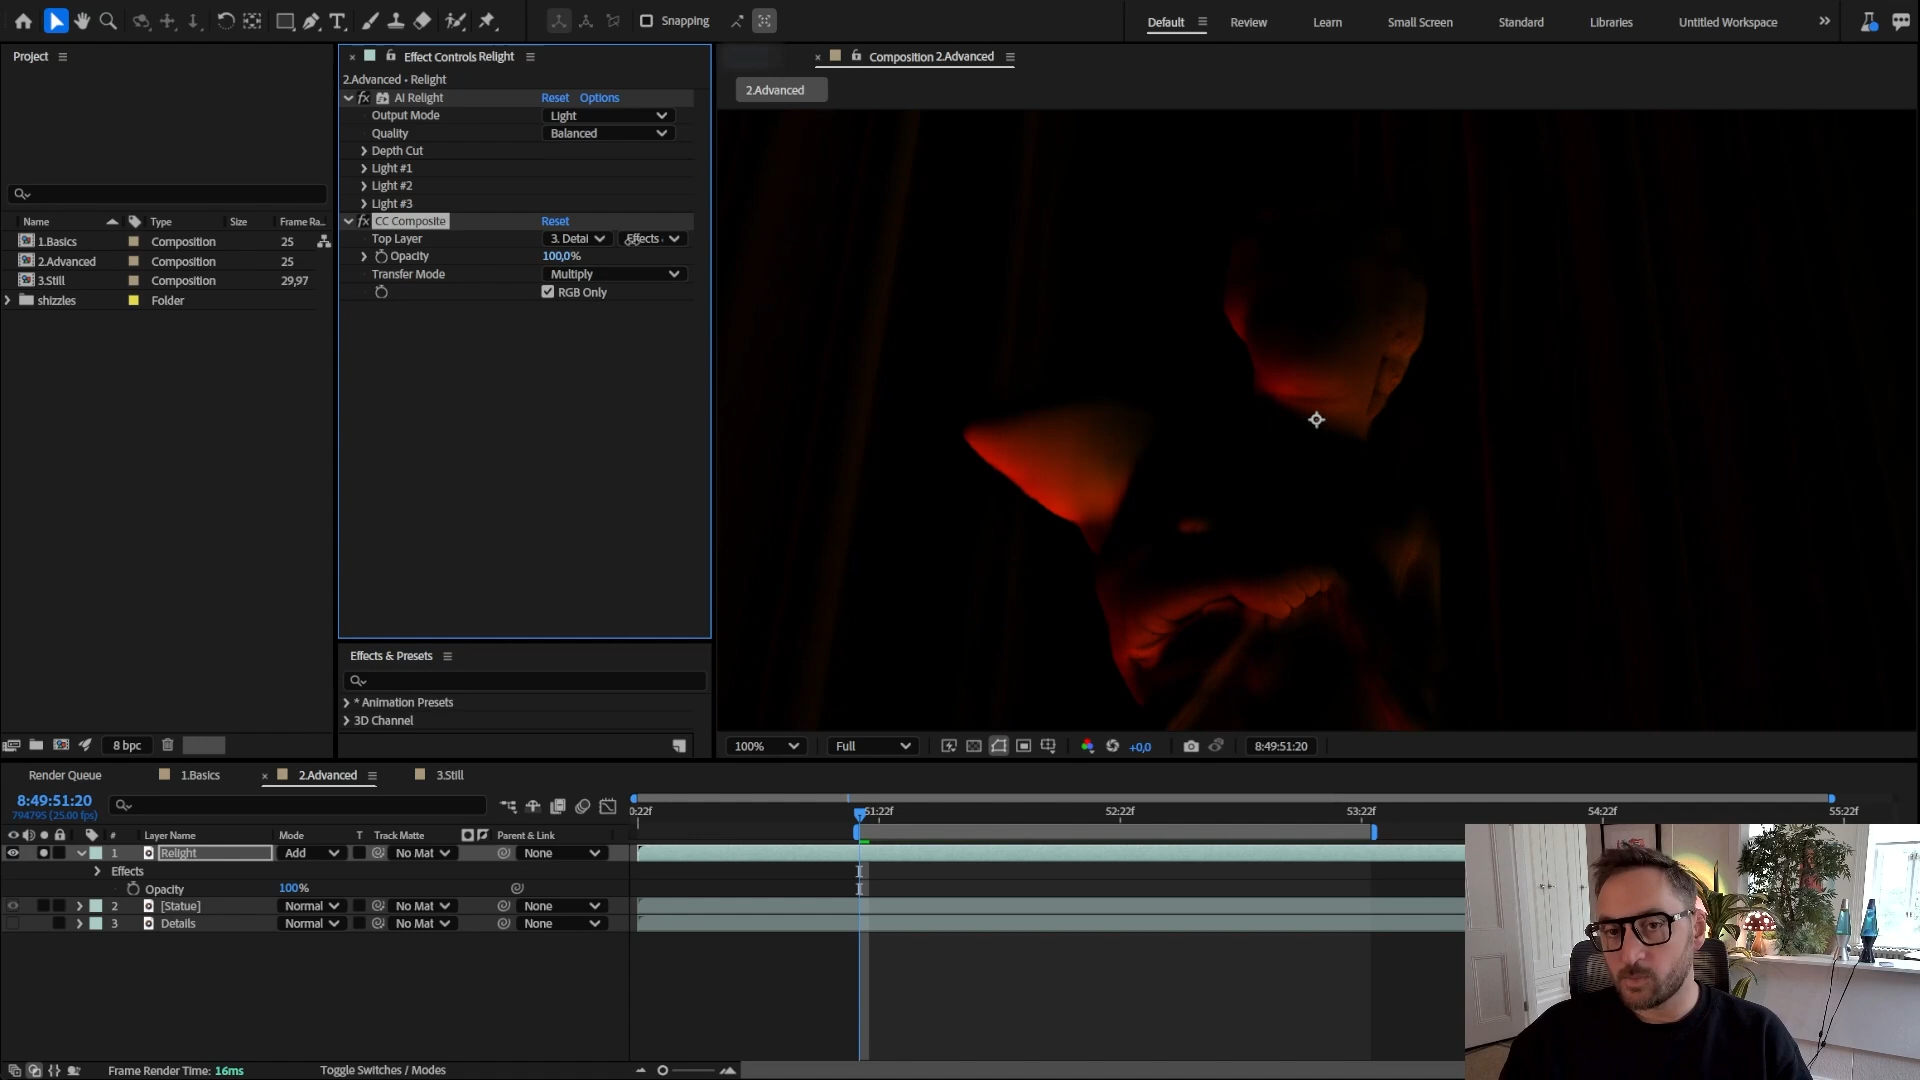 Snapping
Default
Review
Learn
Small Screen
Standard
Libraries
Untitled Workspace
Project
Name
Type
Size
Frame Ra...
1.Basics
Composition
25
2.Advanced
Composition
25
3.Still
Composition
29,97
shizzles
Folder
8 bpc
Effect Controls Relight
2.Advanced • Relight
fx AI Relight
Reset
Options
Output Mode
Light
Quality
Balanced
Depth Cut
Light #1
Light #2
Light #3
fx CC Composite
Reset
Top Layer
3. Detai
Effects
Opacity
100,0%
Transfer Mode
Multiply
RGB Only
Effects & Presets
* Animation Presets
3D Channel
Composition 2.Advanced
2.Advanced
100%
Full
+0,0
8:49:51:20
Render Queue
1.Basics
2.Advanced
3.Still
8:49:51:20
794795 (25.00 fps)
#
Layer Name
Mode
T
Track Matte
Parent & Link
1
Relight
Add
No Mat
None
Effects
Opacity
100%
2
[Statue]
Normal
No Mat
None
3
Details
Normal
No Mat
None
0:22f
51:22f
52:22f
53:22f
54:22f
55:22f
Frame Render Time: 16ms
Toggle Switches / Modes